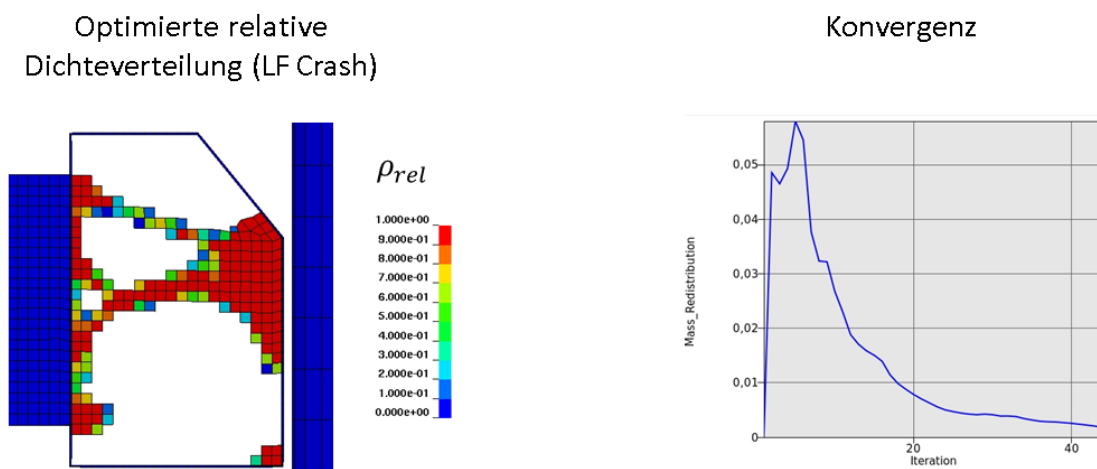 Optimierte relative
Dichteverteilung (LF Crash)
Konvergenz
ρrel
1.000e+00
9.000e-01
8.000e-01
7.000e-01
6.000e-01
5.000e-01
4.000e-01
3.000e-01
2.000e-01
1.000e-01
0.000e+00
Mass_Redistribution
0,05
0,04
0,03
0,02
0,01
0
20
40
Iteration